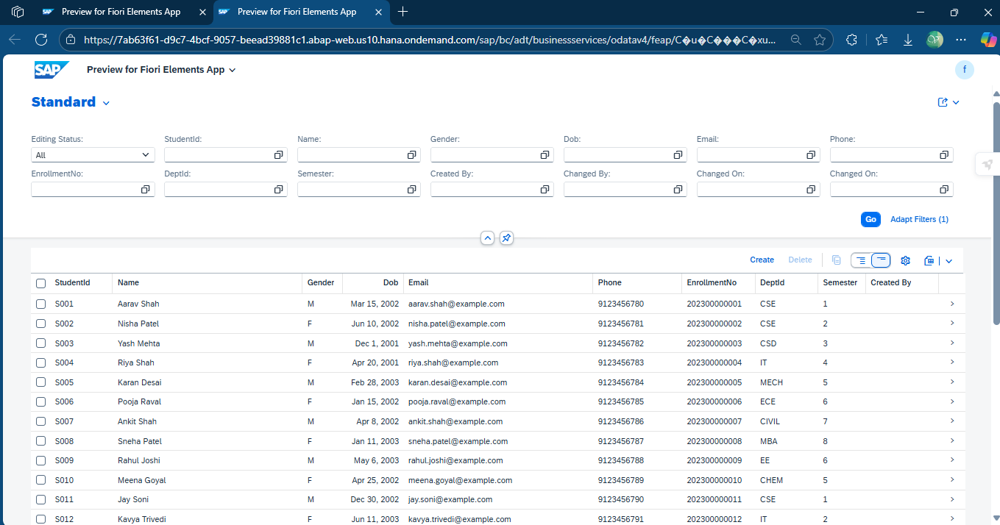 Preview for Fiori Elements App
Preview for Fiori Elements App
https://7ab63f61-d9c7-4bcf-9057-beead39881c1.abap-web.us10.hana.ondemand.com/sap/bc/adt/businessservices/odatav4/feap/C�u�C���C�xu...
SAP Preview for Fiori Elements App f
Standard
Editing Status: StudentId: Name: Gender: Dob: Email: Phone:
All
EnrollmentNo: DeptId: Semester: Created By: Changed By: Changed On: Changed On:
Go Adapt Filters (1)
Create Delete
StudentId Name Gender Dob Email Phone EnrollmentNo DeptId Semester Created By
S001 Aarav Shah M Mar 15, 2002 aarav.shah@example.com 9123456780 202300000001 CSE 1
S002 Nisha Patel F Jun 10, 2002 nisha.patel@example.com 9123456781 202300000002 CSE 2
S003 Yash Mehta M Dec 1, 2001 yash.mehta@example.com 9123456782 202300000003 CSD 3
S004 Riya Shah F Apr 20, 2001 riya.shah@example.com 9123456783 202300000004 IT 4
S005 Karan Desai M Feb 28, 2003 karan.desai@example.com 9123456784 202300000005 MECH 5
S006 Pooja Raval F Jan 15, 2002 pooja.raval@example.com 9123456785 202300000006 ECE 6
S007 Ankit Shah M Apr 8, 2002 ankit.shah@example.com 9123456786 202300000007 CIVIL 7
S008 Sneha Patel F Jan 11, 2003 sneha.patel@example.com 9123456787 202300000008 MBA 8
S009 Rahul Joshi M May 6, 2003 rahul.joshi@example.com 9123456788 202300000009 EE 6
S010 Meena Goyal F Apr 25, 2002 meena.goyal@example.com 9123456789 202300000010 CHEM 5
S011 Jay Soni M Dec 30, 2002 jay.soni@example.com 9123456790 202300000011 CSE 1
S012 Kavya Trivedi F Jun 11, 2003 kavya.trivedi@example.com 9123456791 202300000012 IT 2